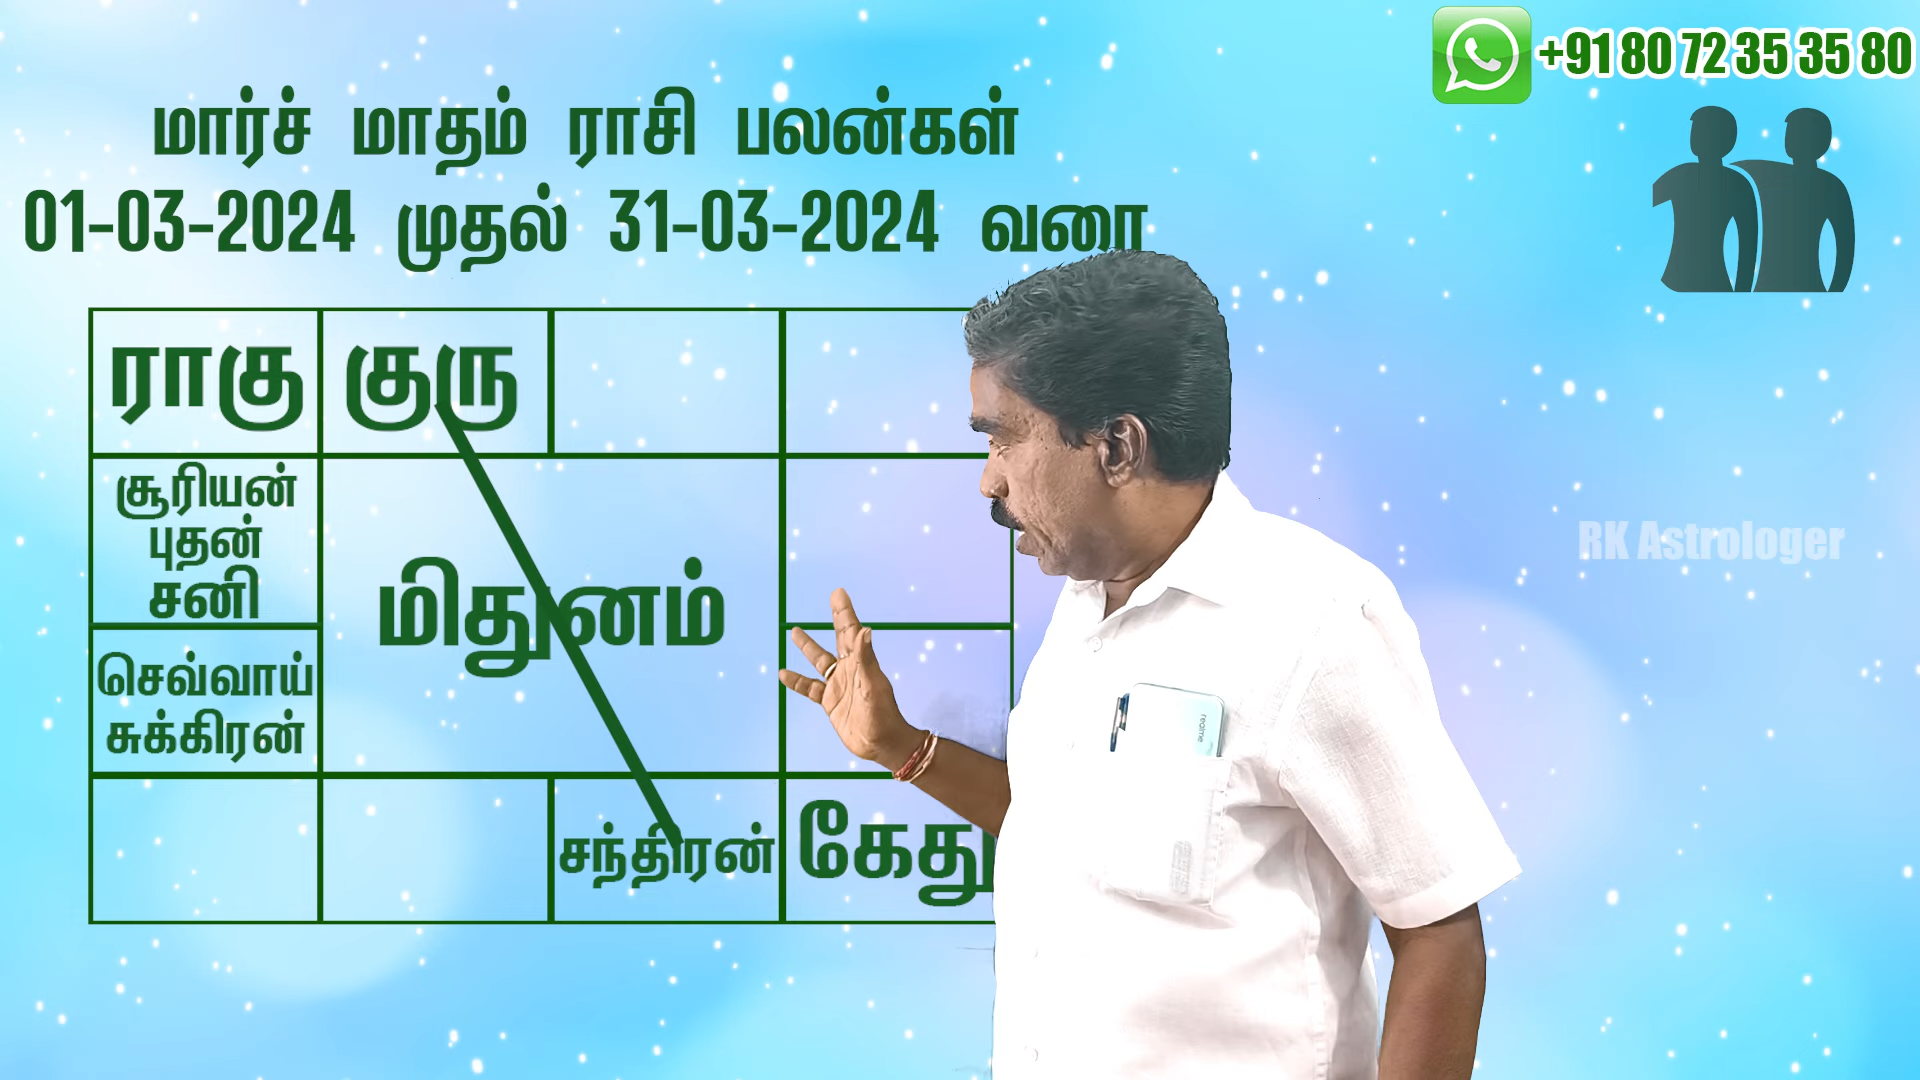 +91 80 72 35 35 80
மார்ச் மாதம் ராசி பலன்கள்
01-03-2024 முதல் 31-03-2024 வரை
ராகு
குரு
சூரியன்
புதன்
சனி
மிதுனம்
RK Astrologer
செவ்வாய்
சுக்கிரன்
சந்திரன்
கேது
realme